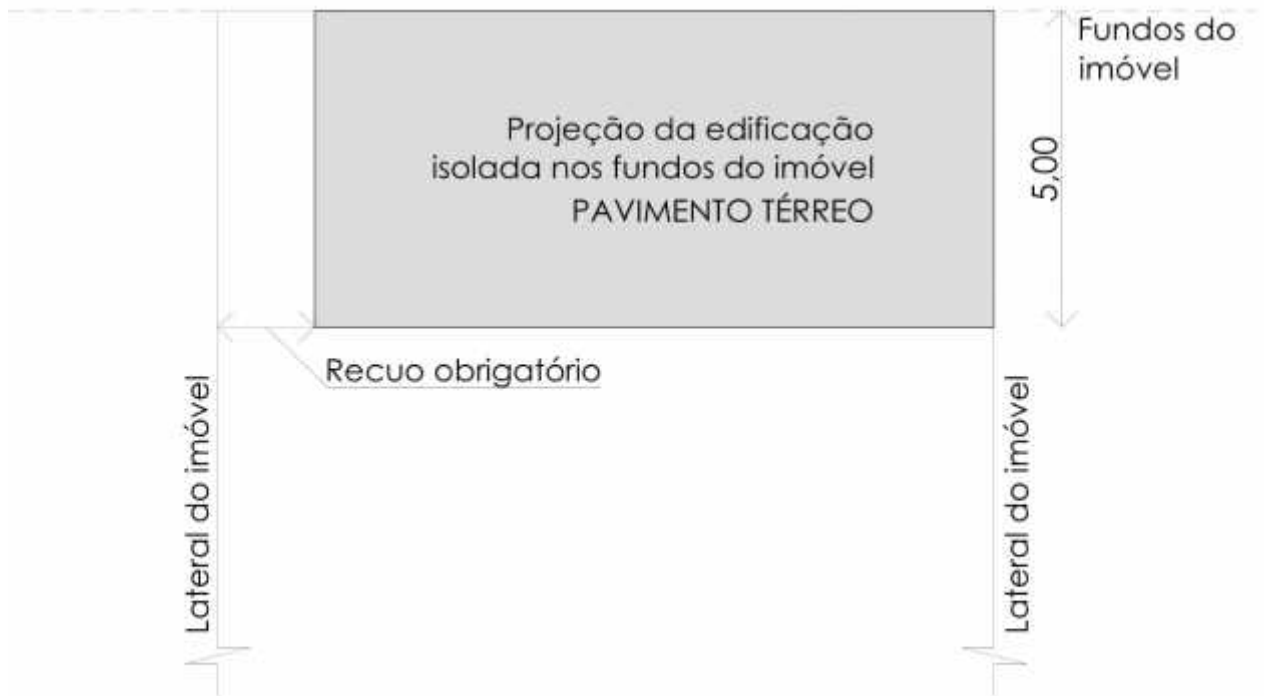 Fundos do
imóvel
Projeção da edificação
isolada nos fundos do imóvel
PAVIMENTO TÉRREO
5,00
Recuo obrigatório
Lateral do imóvel
Lateral do imóvel